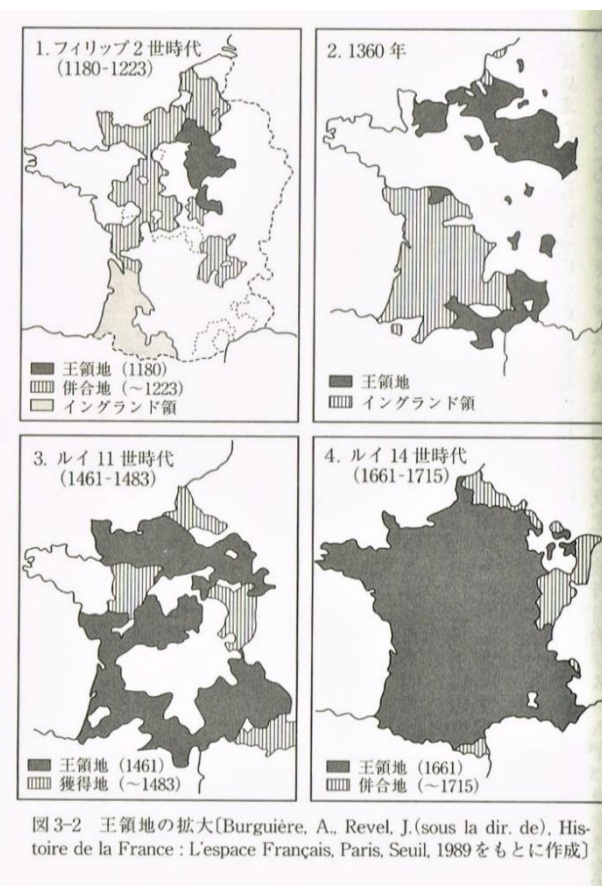 1. フィリップ2世時代
(1180-1223)
王領地 (1180)
併合地 (〜1223)
イングランド領
2. 1360 年
王領地
イングランド領
3. ルイ 11 世時代
(1461-1483)
王領地 (1461)
獲得地 (〜1483)
4. ルイ 14 世時代
(1661-1715)
王領地 (1661)
併合地 (〜1715)
図 3-2 王領地の拡大〔Burguière, A., Revel, J.(sous la dir. de), His-
toire de la France : L'espace Français, Paris, Seuil, 1989をもとに作成〕